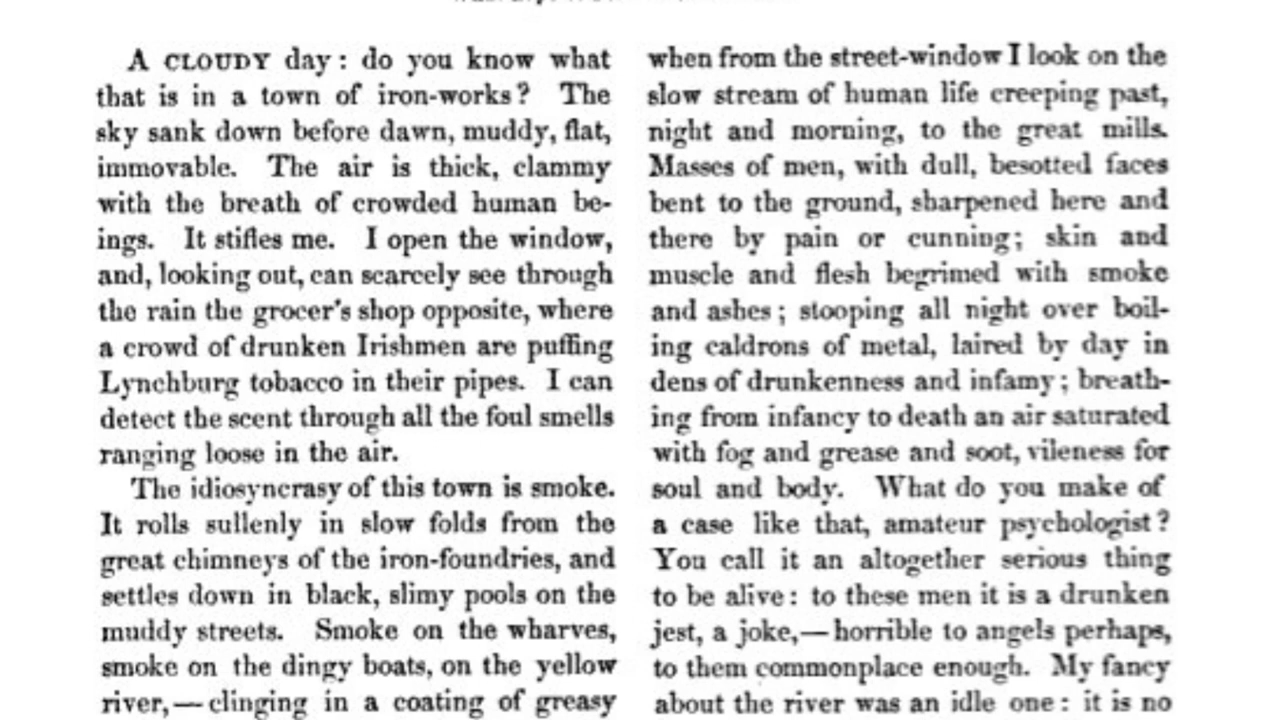 A CLOUDY day: do you know what
that is in a town of iron-works? The
sky sank down before dawn, muddy, flat,
immovable. The air is thick, clammy
with the breath of crowded human be-
ings. It stifles me. I open the window,
and, looking out, can scarcely see through
the rain the grocer's shop opposite, where
a crowd of drunken Irishmen are puffing
Lynchburg tobacco in their pipes. I can
detect the scent through all the foul smells
ranging loose in the air.
The idiosyncrasy of this town is smoke.
It rolls sullenly in slow folds from the
great chimneys of the iron-foundries, and
settles down in black, slimy pools on the
muddy streets. Smoke on the wharves,
smoke on the dingy boats, on the yellow
river,—clinging in a coating of greasy
when from the street-window I look on the
slow stream of human life creeping past,
night and morning, to the great mills.
Masses of men, with dull, besotted faces
bent to the ground, sharpened here and
there by pain or cunning; skin and
muscle and flesh begrimed with smoke
and ashes; stooping all night over boil-
ing caldrons of metal, laired by day in
dens of drunkenness and infamy; breath-
ing from infancy to death an air saturated
with fog and grease and soot, vileness for
soul and body. What do you make of
a case like that, amateur psychologist?
You call it an altogether serious thing
to be alive: to these men it is a drunken
jest, a joke,—horrible to angels perhaps,
to them commonplace enough. My fancy
about the river was an idle one: it is no